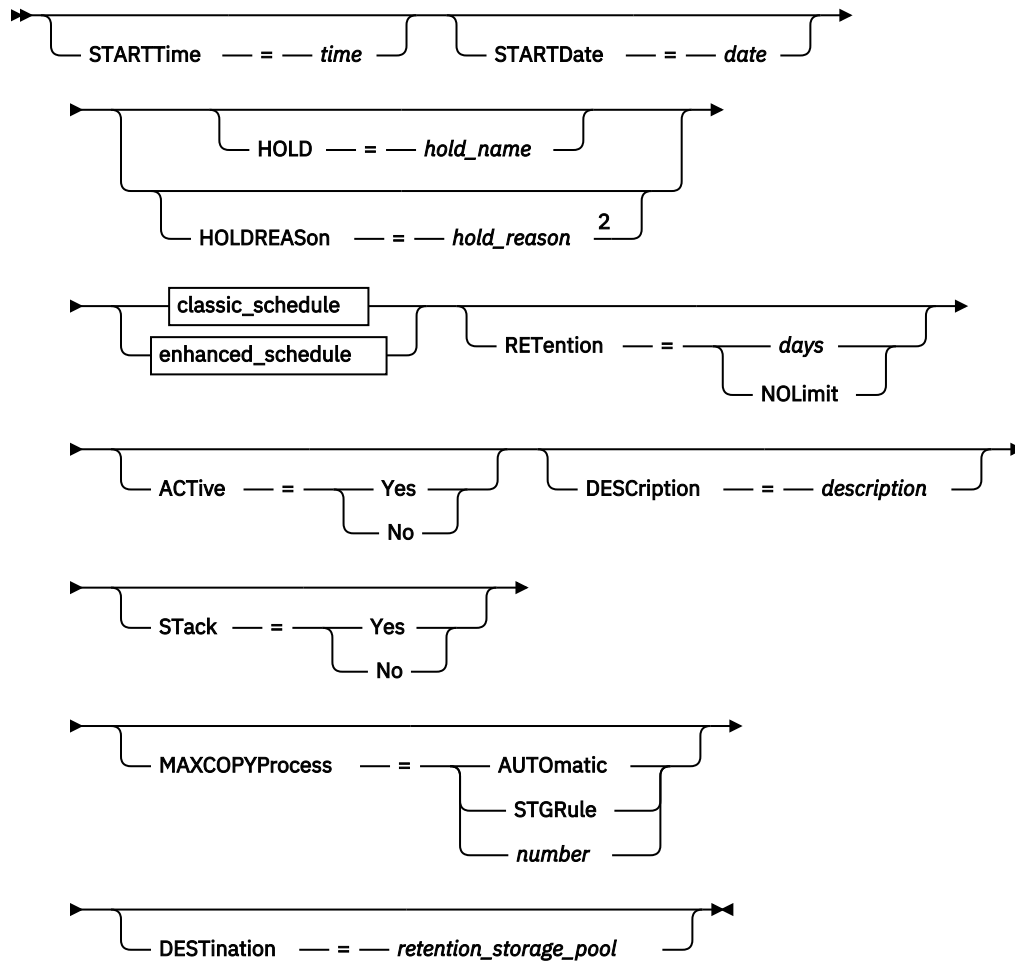 STARTTime = time STARTDate = date
HOLD = hold_name
HOLDREASon = hold_reason 2
classic_schedule
enhanced_schedule
RETention = days
NOLimit
ACTive = Yes
No
DESCription = description
STack = Yes
No
MAXCOPYProcess = AUTOmatic
STGRule
number
DESTination = retention_storage_pool